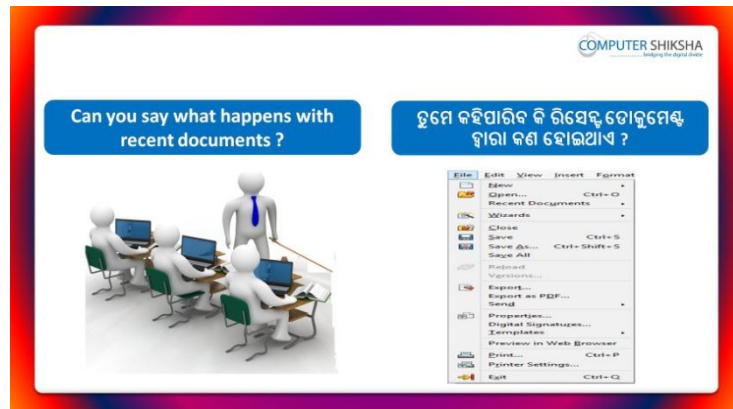 COMPUTER SHIKSHA
bridging the digital divide
Can you say what happens with
recent documents ?
ତୁମେ କହିପାରିବ କି ରିସେଣ୍ଟ ଡୋକୁମେଣ୍ଟ
ଦ୍ୱାରା କଣ ହୋଇଥାଏ ?
File Edit View Insert Format
New
Open... Ctrl+O
Recent Documents
Wizards
Close
Save Ctrl+S
Save As... Ctrl+Shift+S
Save All
Reload
Versions...
Export...
Export as PDF...
Send
Properties...
Digital Signatures...
Templates
Preview in Web Browser
Print... Ctrl+P
Printer Settings...
Exit Ctrl+Q